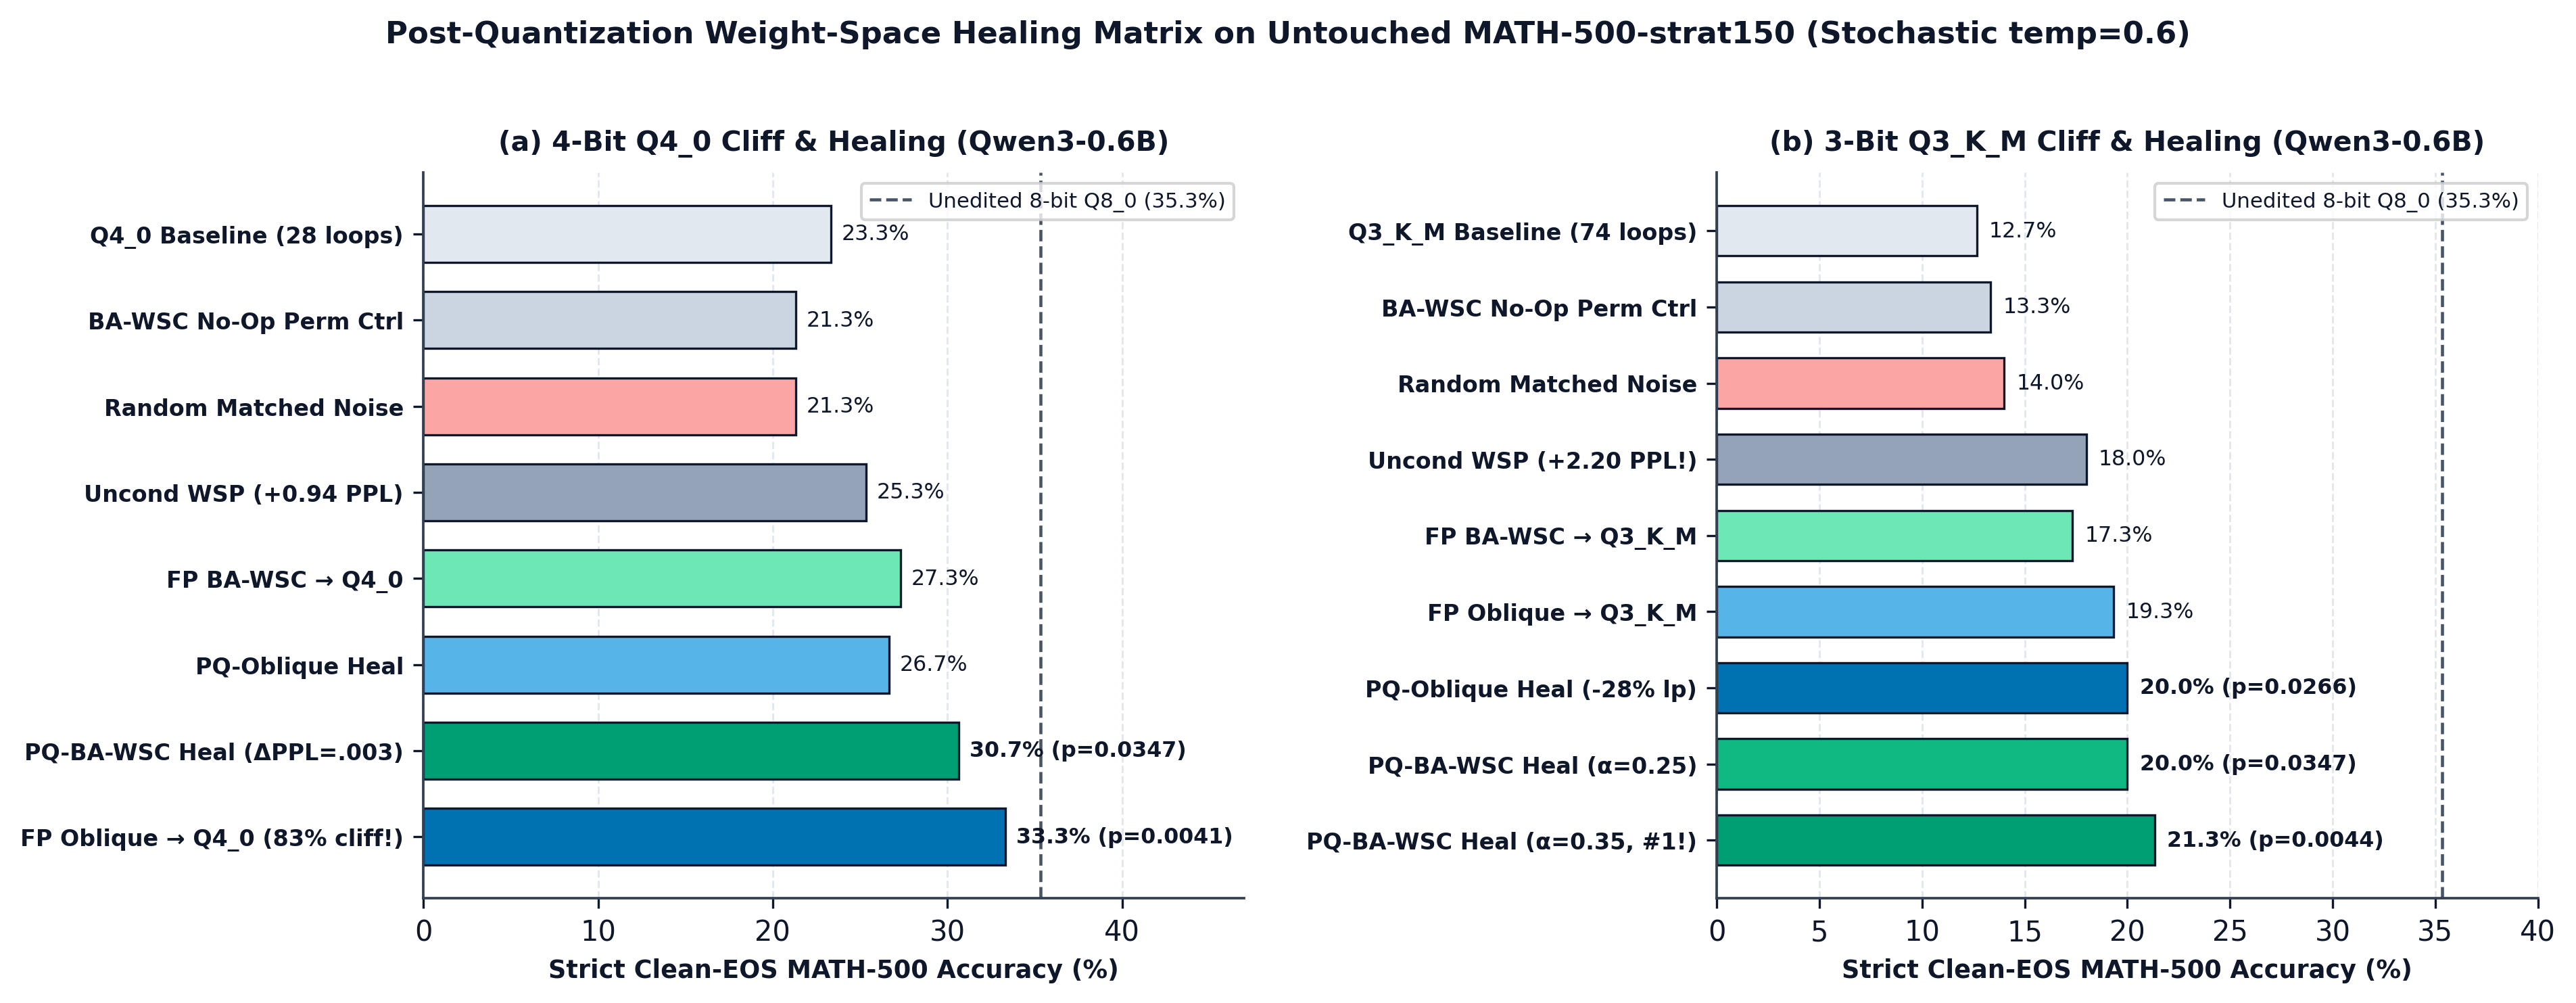 Post-Quantization Weight-Space Healing Matrix on Untouched MATH-500-strat150 (Stochastic temp=0.6)
(a) 4-Bit Q4_0 Cliff & Healing (Qwen3-0.6B)
Unedited 8-bit Q8_0 (35.3%)
Q4_0 Baseline (28 loops)
23.3%
BA-WSC No-Op Perm Ctrl
21.3%
Random Matched Noise
21.3%
Uncond WSP (+0.94 PPL)
25.3%
FP BA-WSC → Q4_0
27.3%
PQ-Oblique Heal
26.7%
PQ-BA-WSC Heal (ΔPPL=.003)
30.7% (p=0.0347)
FP Oblique → Q4_0 (83% cliff!)
33.3% (p=0.0041)
0 10 20 30 40
Strict Clean-EOS MATH-500 Accuracy (%)
(b) 3-Bit Q3_K_M Cliff & Healing (Qwen3-0.6B)
Unedited 8-bit Q8_0 (35.3%)
Q3_K_M Baseline (74 loops)
12.7%
BA-WSC No-Op Perm Ctrl
13.3%
Random Matched Noise
14.0%
Uncond WSP (+2.20 PPL!)
18.0%
FP BA-WSC → Q3_K_M
17.3%
FP Oblique → Q3_K_M
19.3%
PQ-Oblique Heal (-28% lp)
20.0% (p=0.0266)
PQ-BA-WSC Heal (α=0.25)
20.0% (p=0.0347)
PQ-BA-WSC Heal (α=0.35, #1!)
21.3% (p=0.0044)
0 5 10 15 20 25 30 35 40
Strict Clean-EOS MATH-500 Accuracy (%)